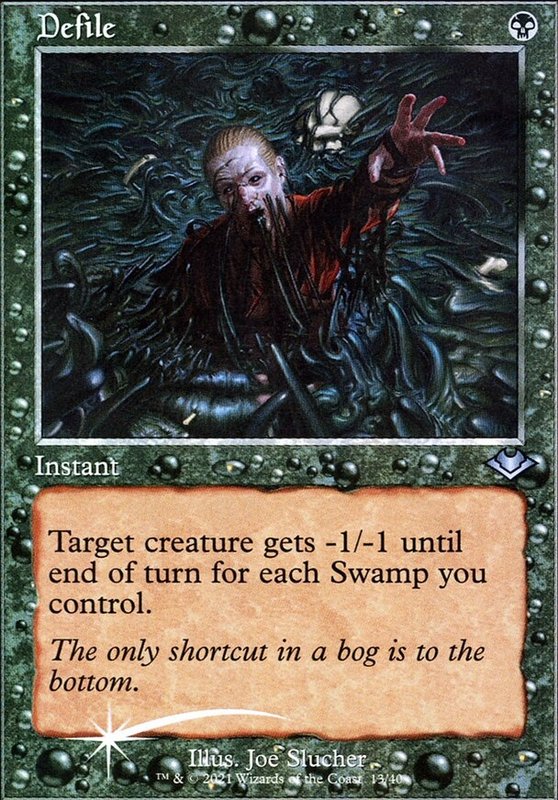 Defile
Instant
Target creature gets -1/-1 until
end of turn for each Swamp you
control.
The only shortcut in a bog is to the
bottom.
Illus. Joe Slucher
™ & © 2021 Wizards of the Coast 13/40